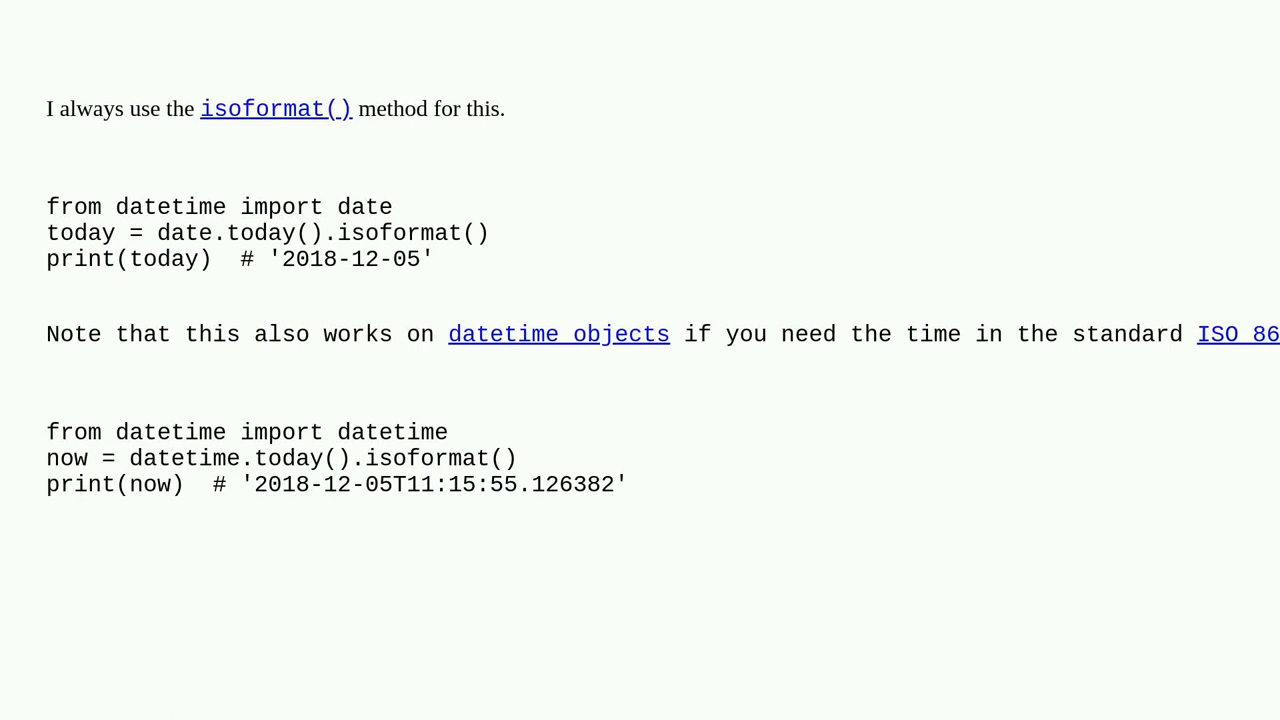 I always use the isoformat() method for this.
from datetime import date
today = date.today().isoformat()
print(today)  # '2018-12-05'
Note that this also works on datetime objects if you need the time in the standard ISO 86
from datetime import datetime
now = datetime.today().isoformat()
print(now)  # '2018-12-05T11:15:55.126382'